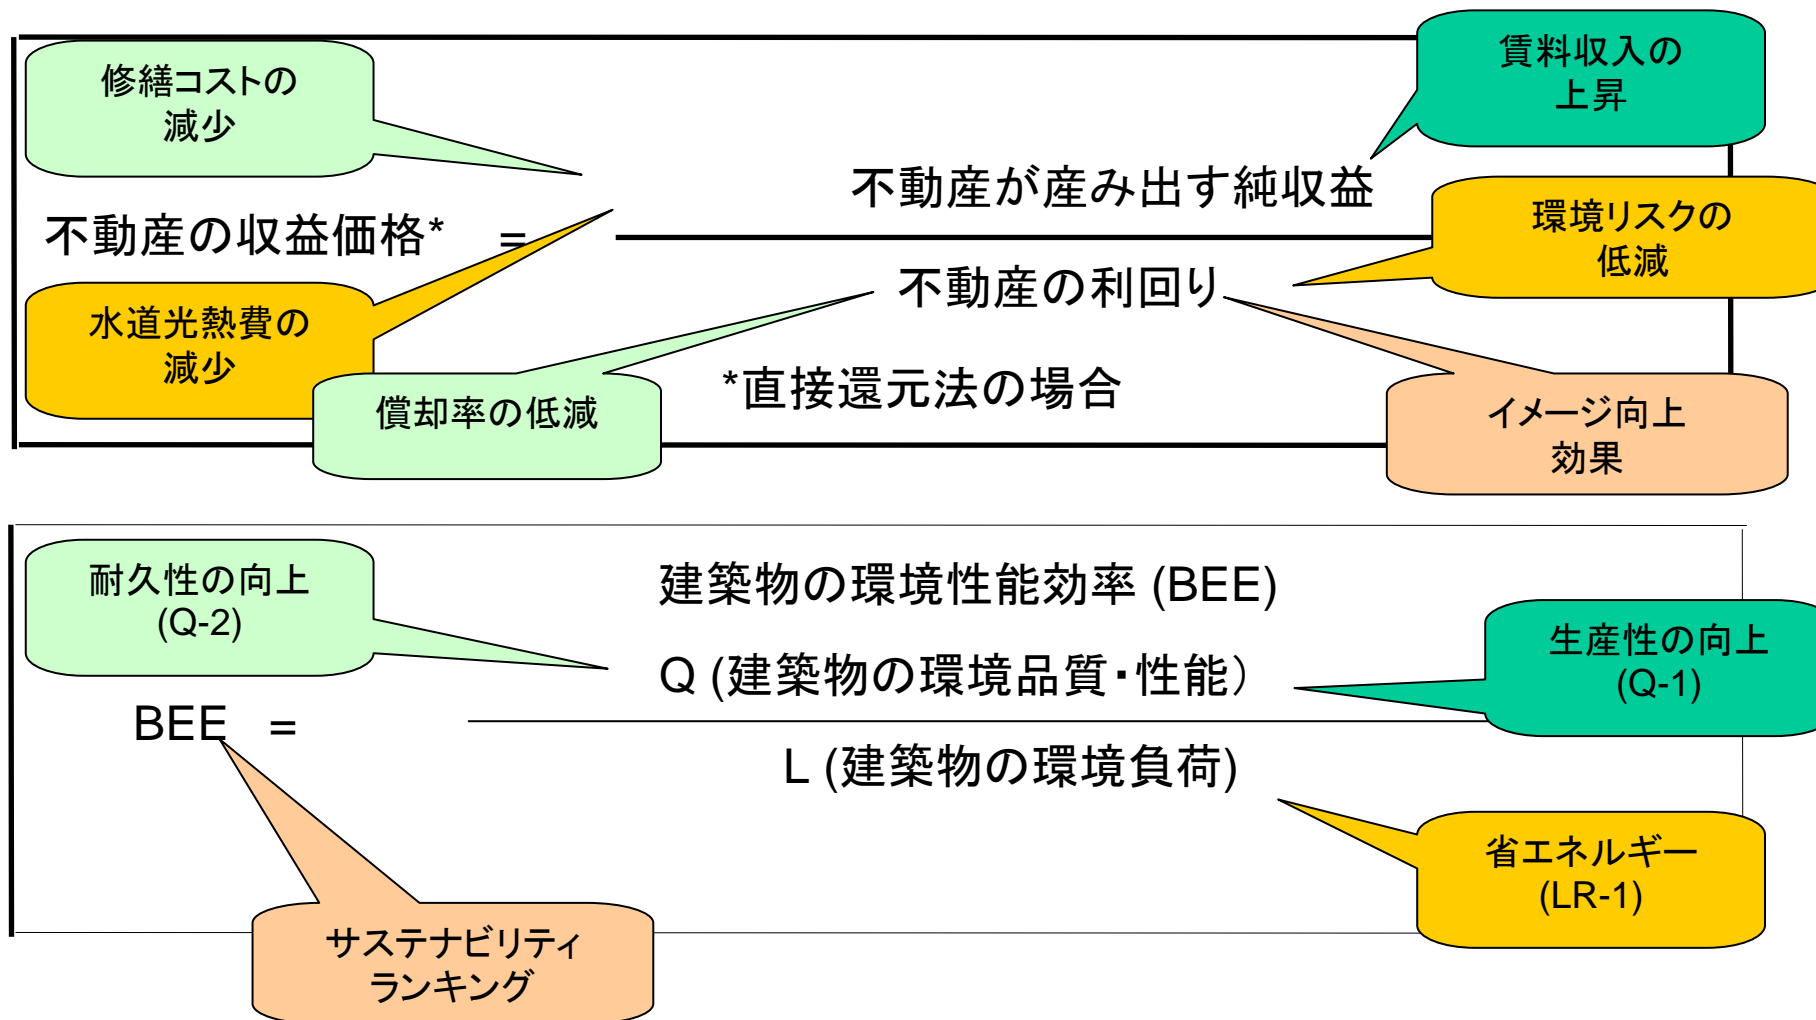 修繕コストの
減少
賃料収入の
上昇
不動産が産み出す純収益
不動産の収益価格* =
環境リスクの
低減
不動産の利回り
水道光熱費の
減少
償却率の低減
*直接還元法の場合
イメージ向上
効果
耐久性の向上
(Q-2)
建築物の環境性能効率 (BEE)
Q (建築物の環境品質・性能）
生産性の向上
(Q-1)
BEE =
L (建築物の環境負荷)
省エネルギー
(LR-1)
サステナビリティ
ランキング